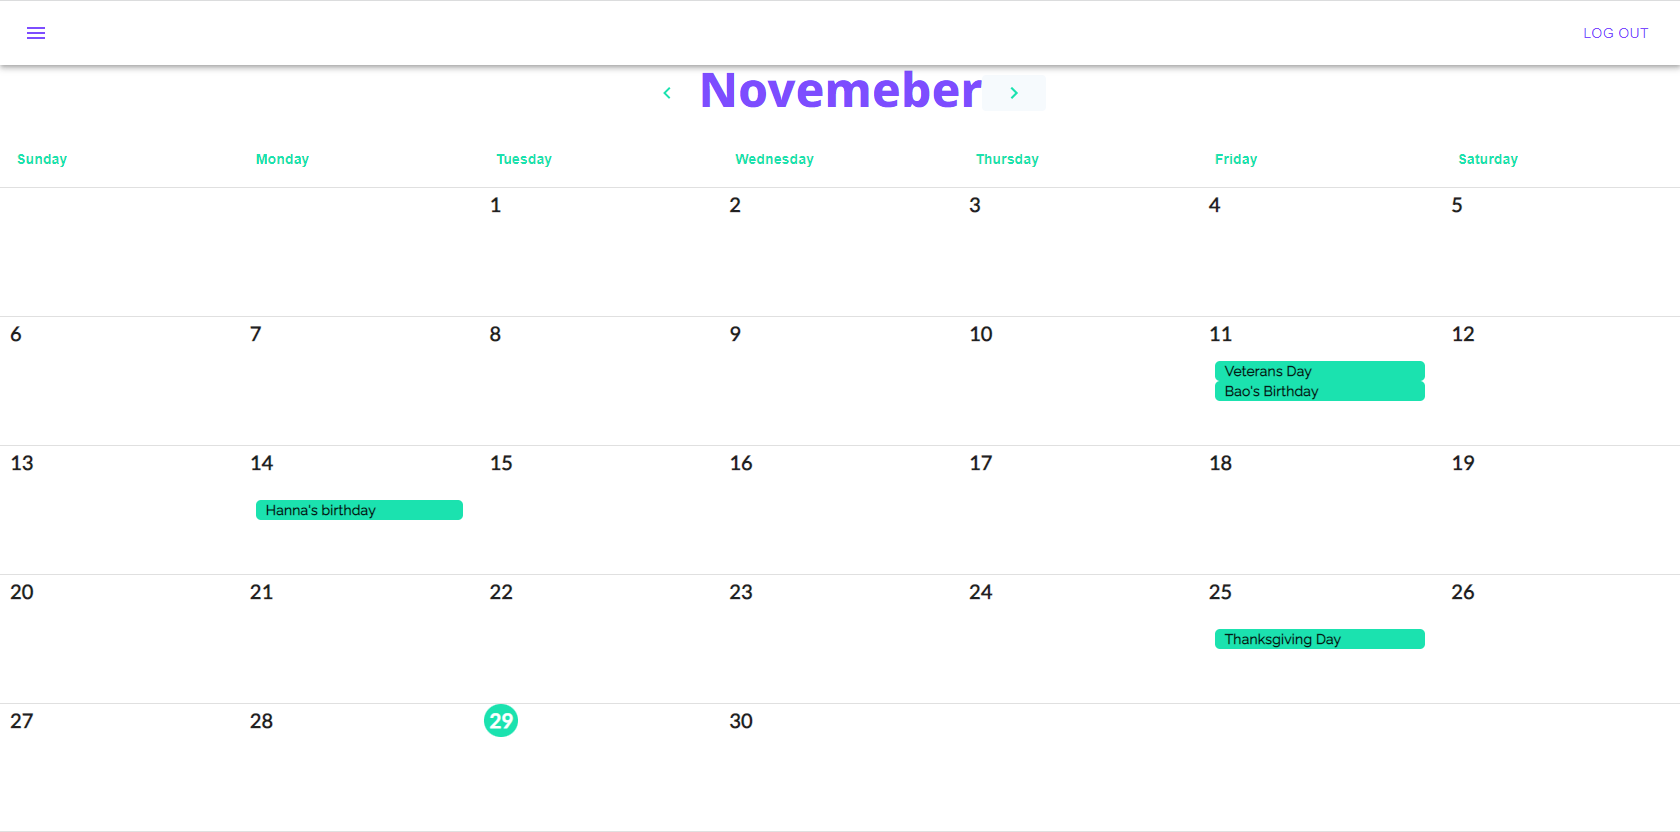 LOG OUT
Novemeber
Sunday Monday Tuesday Wednesday Thursday Friday Saturday
1 2 3 4 5
6 7 8 9 10 11 12
Veterans Day
Bao's Birthday
13 14 15 16 17 18 19
Hanna's birthday
20 21 22 23 24 25 26
Thanksgiving Day
27 28 29 30